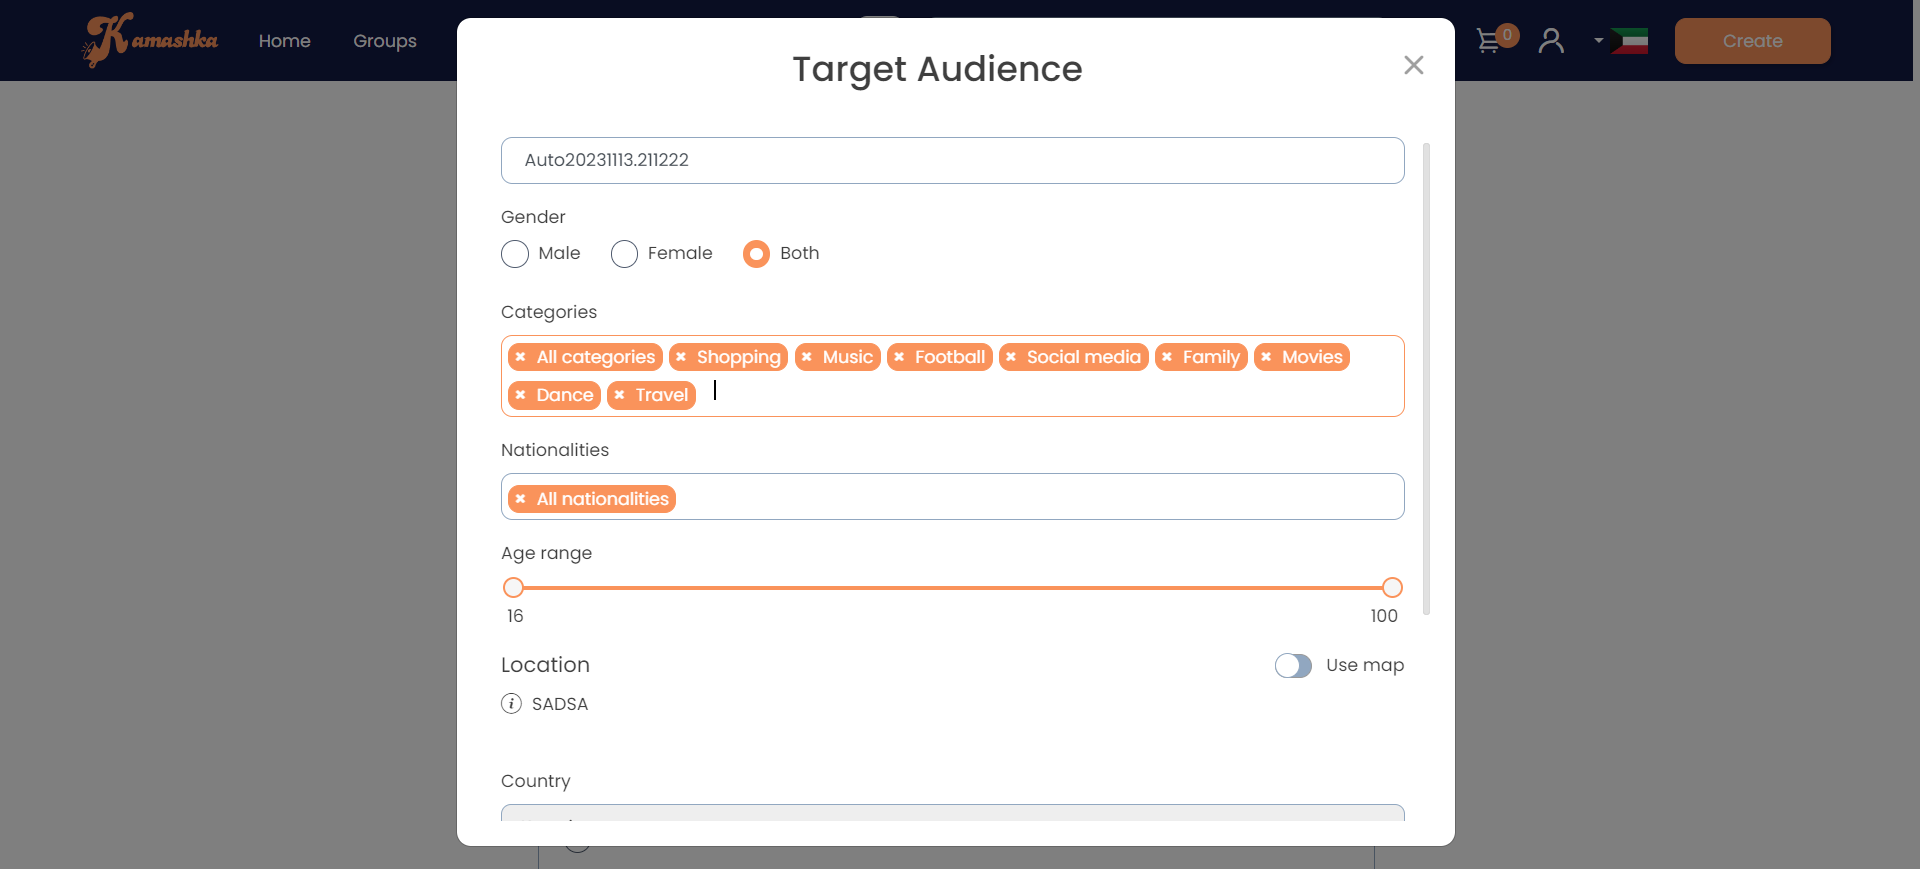 Kamashka Home Groups 0 Create
Target Audience
Auto20231113.211222
Gender
Male Female Both
Categories
× All categories × Shopping × Music × Football × Social media × Family × Movies
× Dance × Travel
Nationalities
× All nationalities
Age range
16 100
Location Use map
i SADSA
Country